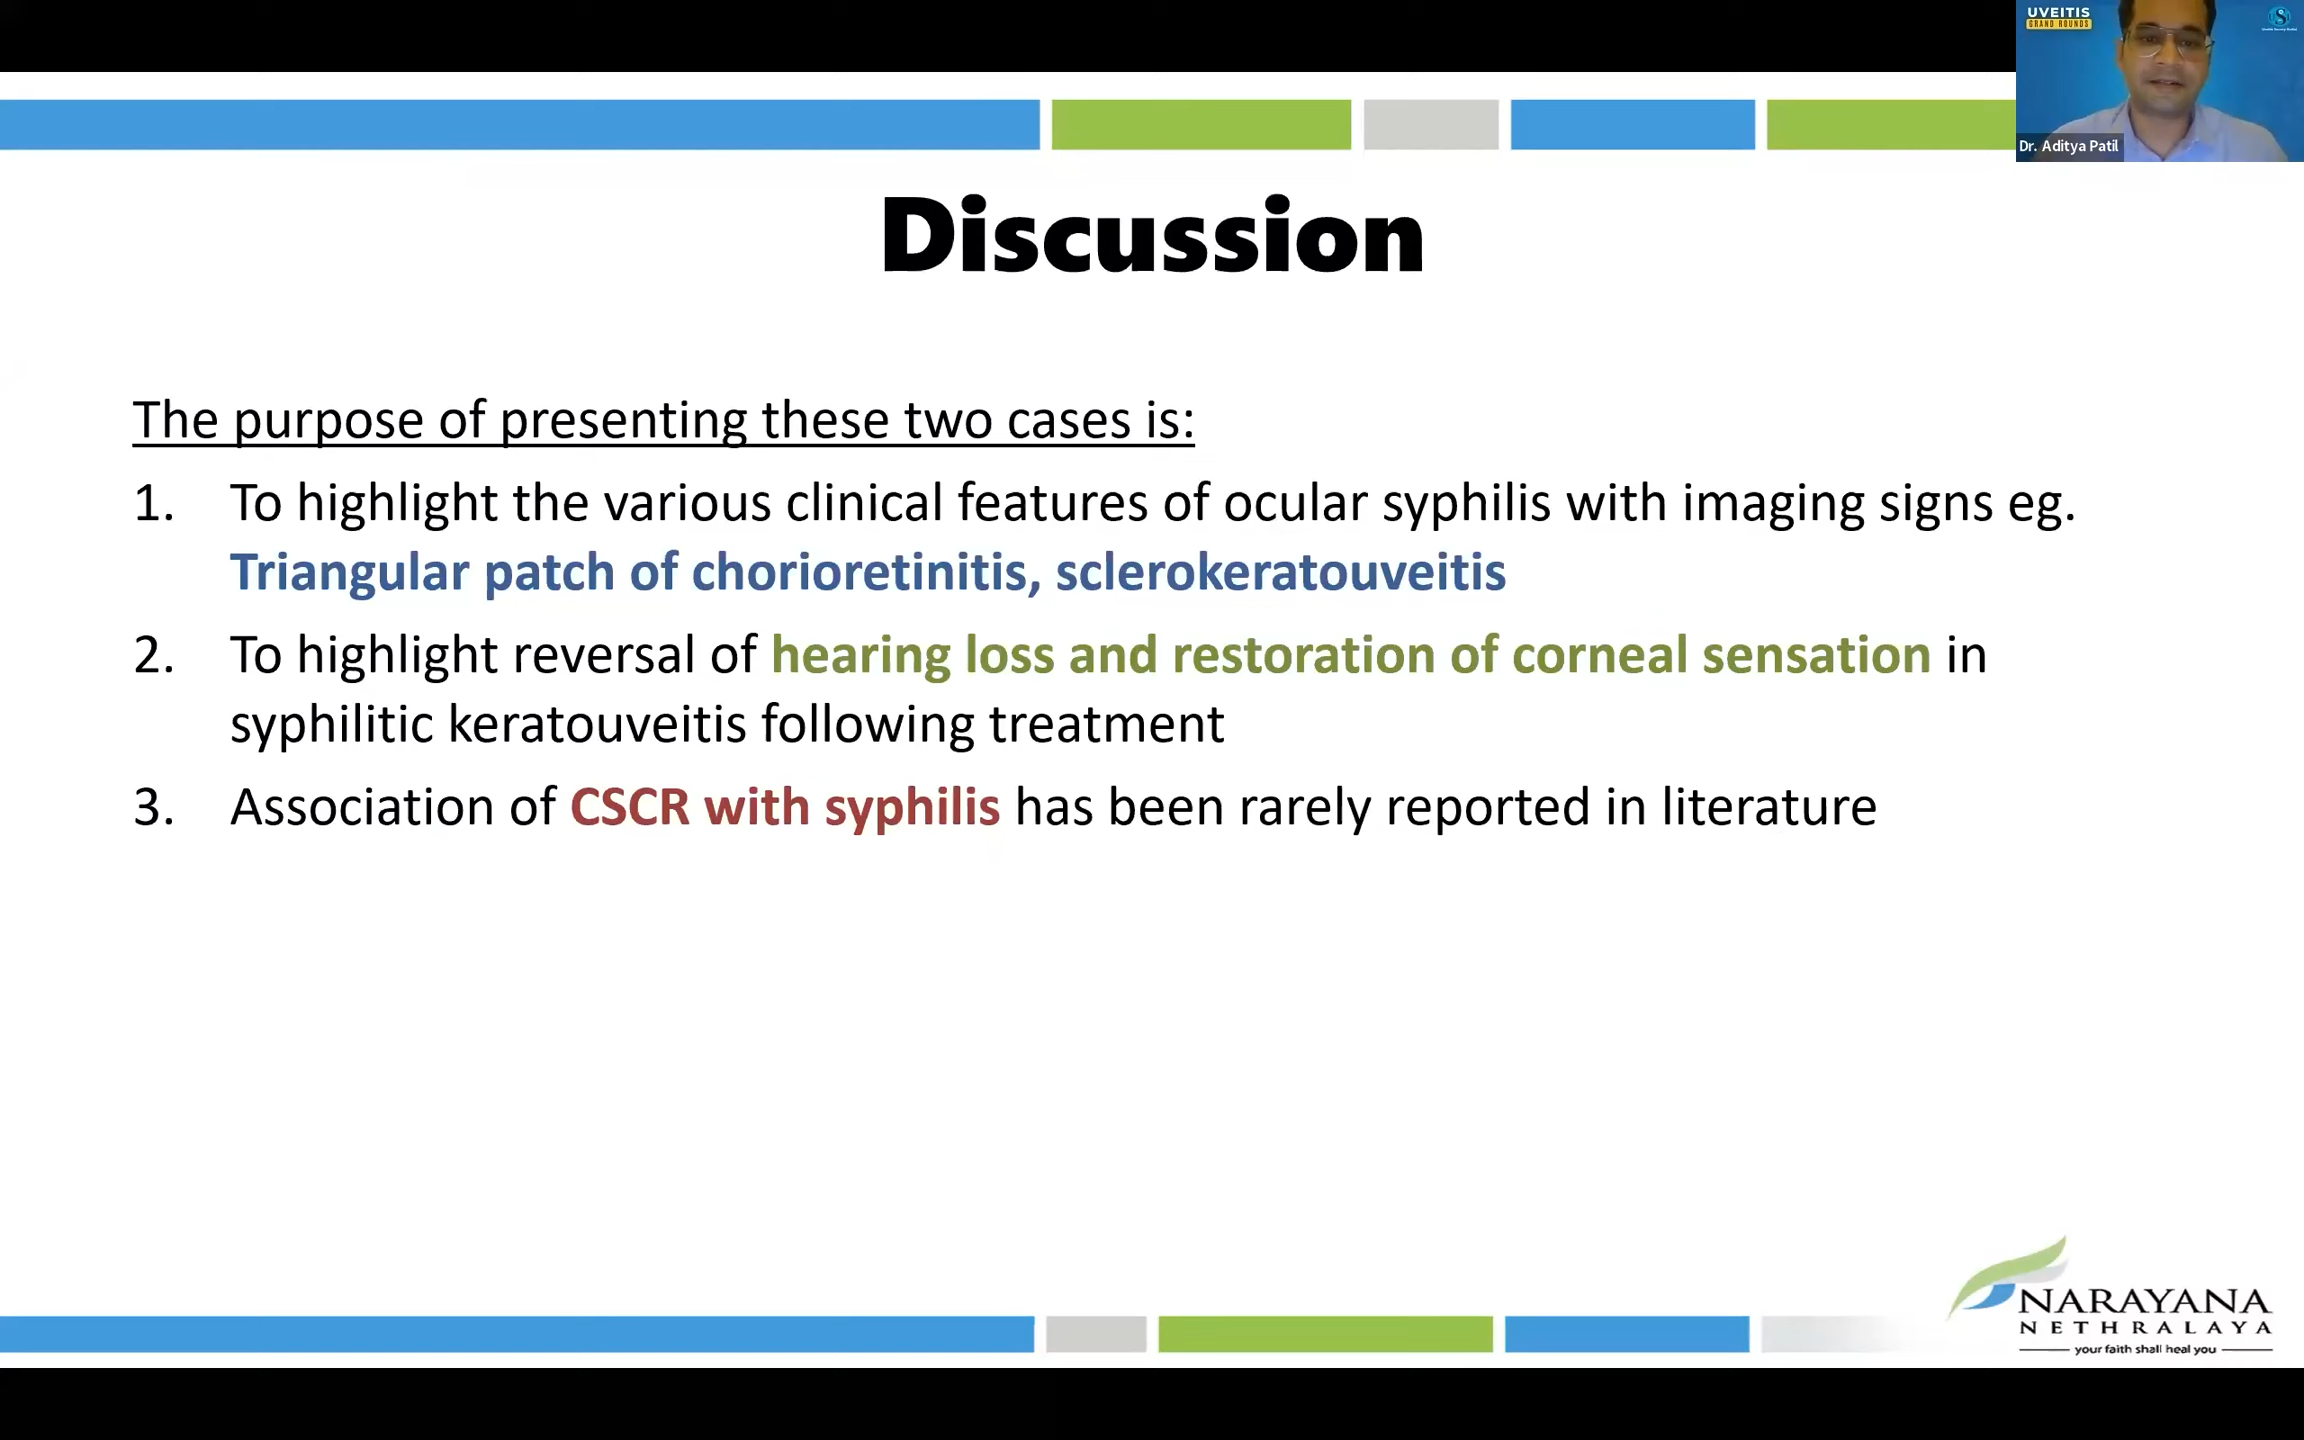 UVEITIS
GRAND ROUNDS
Dr. Aditya Patil
Discussion
The purpose of presenting these two cases is:
1. To highlight the various clinical features of ocular syphilis with imaging signs eg.
Triangular patch of chorioretinitis, sclerokeratouveitis
2. To highlight reversal of hearing loss and restoration of corneal sensation in
syphilitic keratouveitis following treatment
3. Association of CSCR with syphilis has been rarely reported in literature
NARAYANA
NETHRALAYA
your faith shall heal you